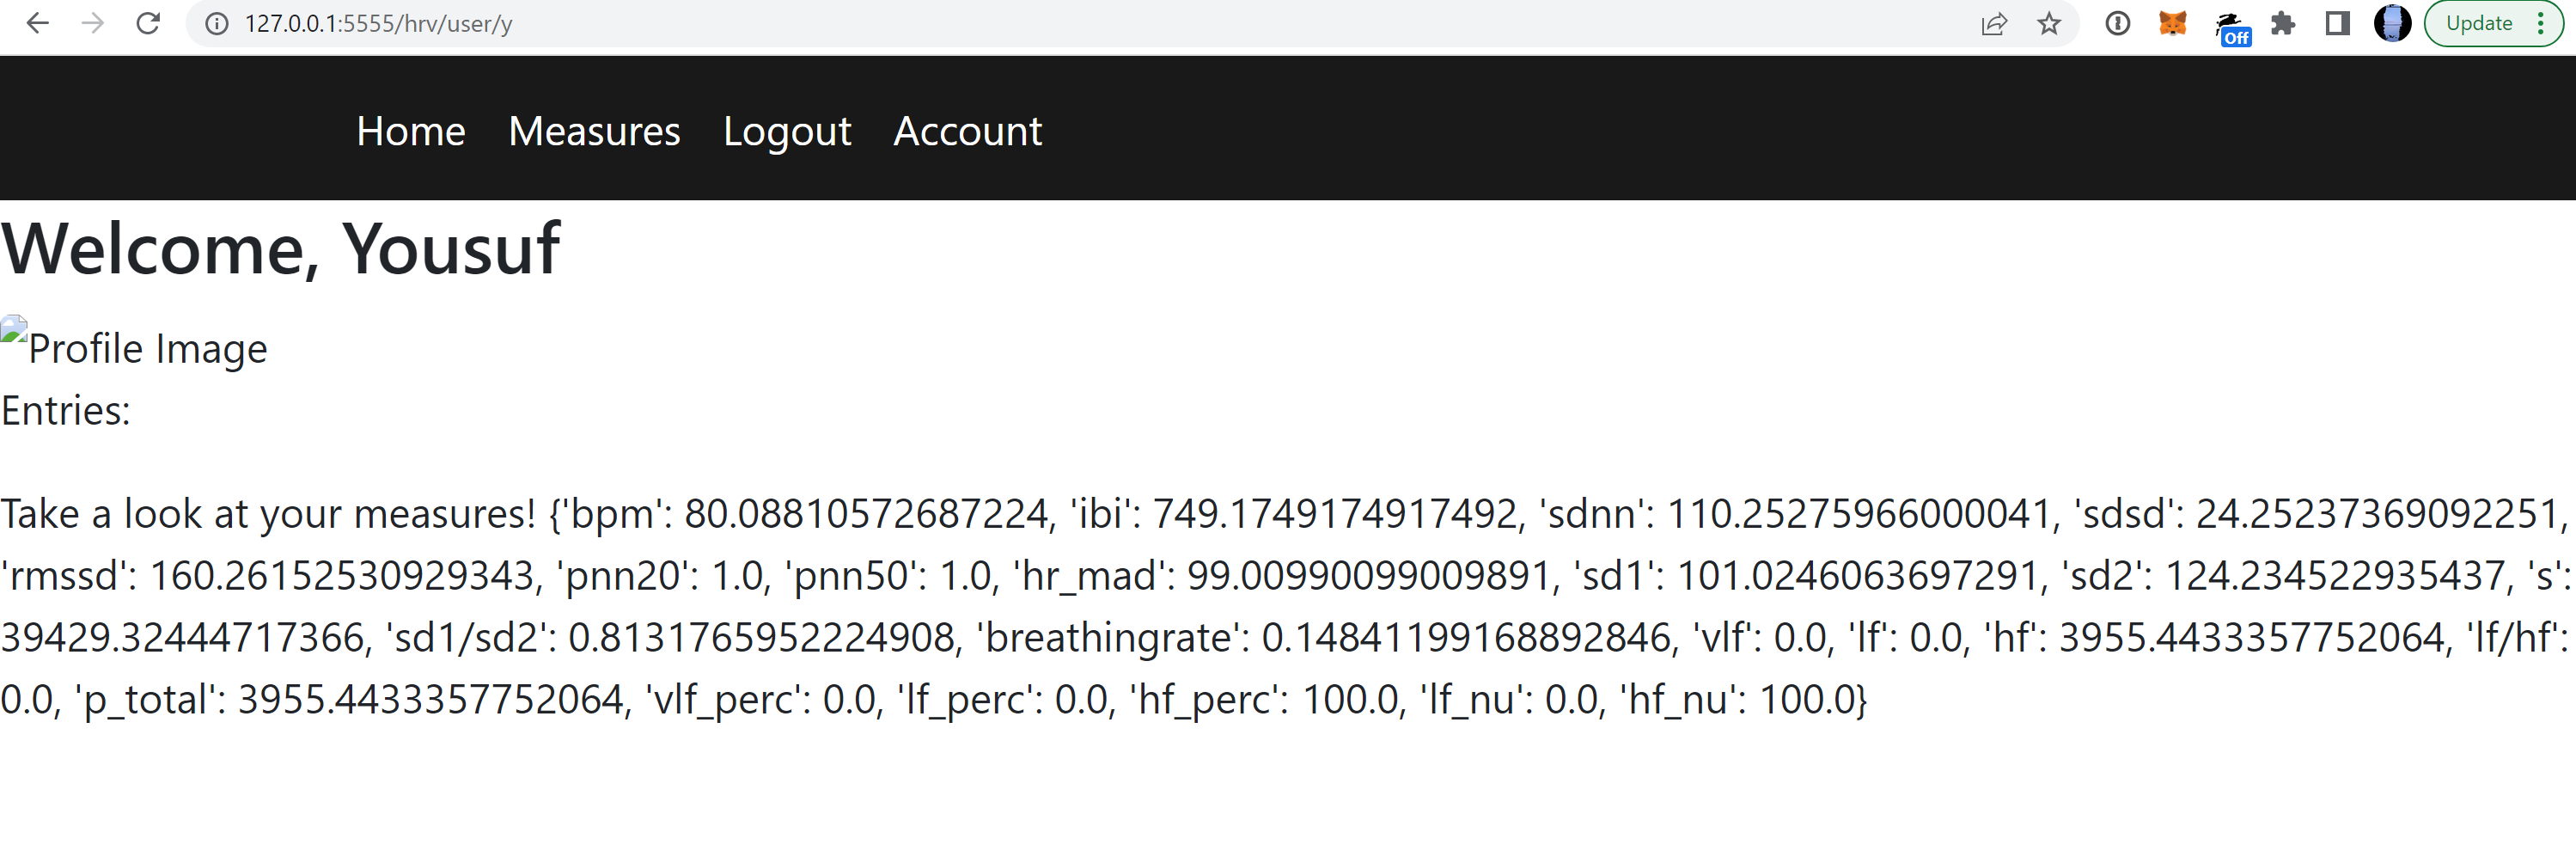 127.0.0.1:5555/hrv/user/y
Off
Update
Home Measures Logout Account
Welcome, Yousuf
Profile Image
Entries:
Take a look at your measures! {'bpm': 80.08810572687224, 'ibi': 749.1749174917492, 'sdnn': 110.25275966000041, 'sdsd': 24.25237369092251,
'rmssd': 160.26152530929343, 'pnn20': 1.0, 'pnn50': 1.0, 'hr_mad': 99.00990099009891, 'sd1': 101.0246063697291, 'sd2': 124.234522935437, 's':
39429.32444717366, 'sd1/sd2': 0.8131765952224908, 'breathingrate': 0.14841199168892846, 'vlf': 0.0, 'lf': 0.0, 'hf': 3955.4433357752064, 'lf/hf':
0.0, 'p_total': 3955.4433357752064, 'vlf_perc': 0.0, 'lf_perc': 0.0, 'hf_perc': 100.0, 'lf_nu': 0.0, 'hf_nu': 100.0}